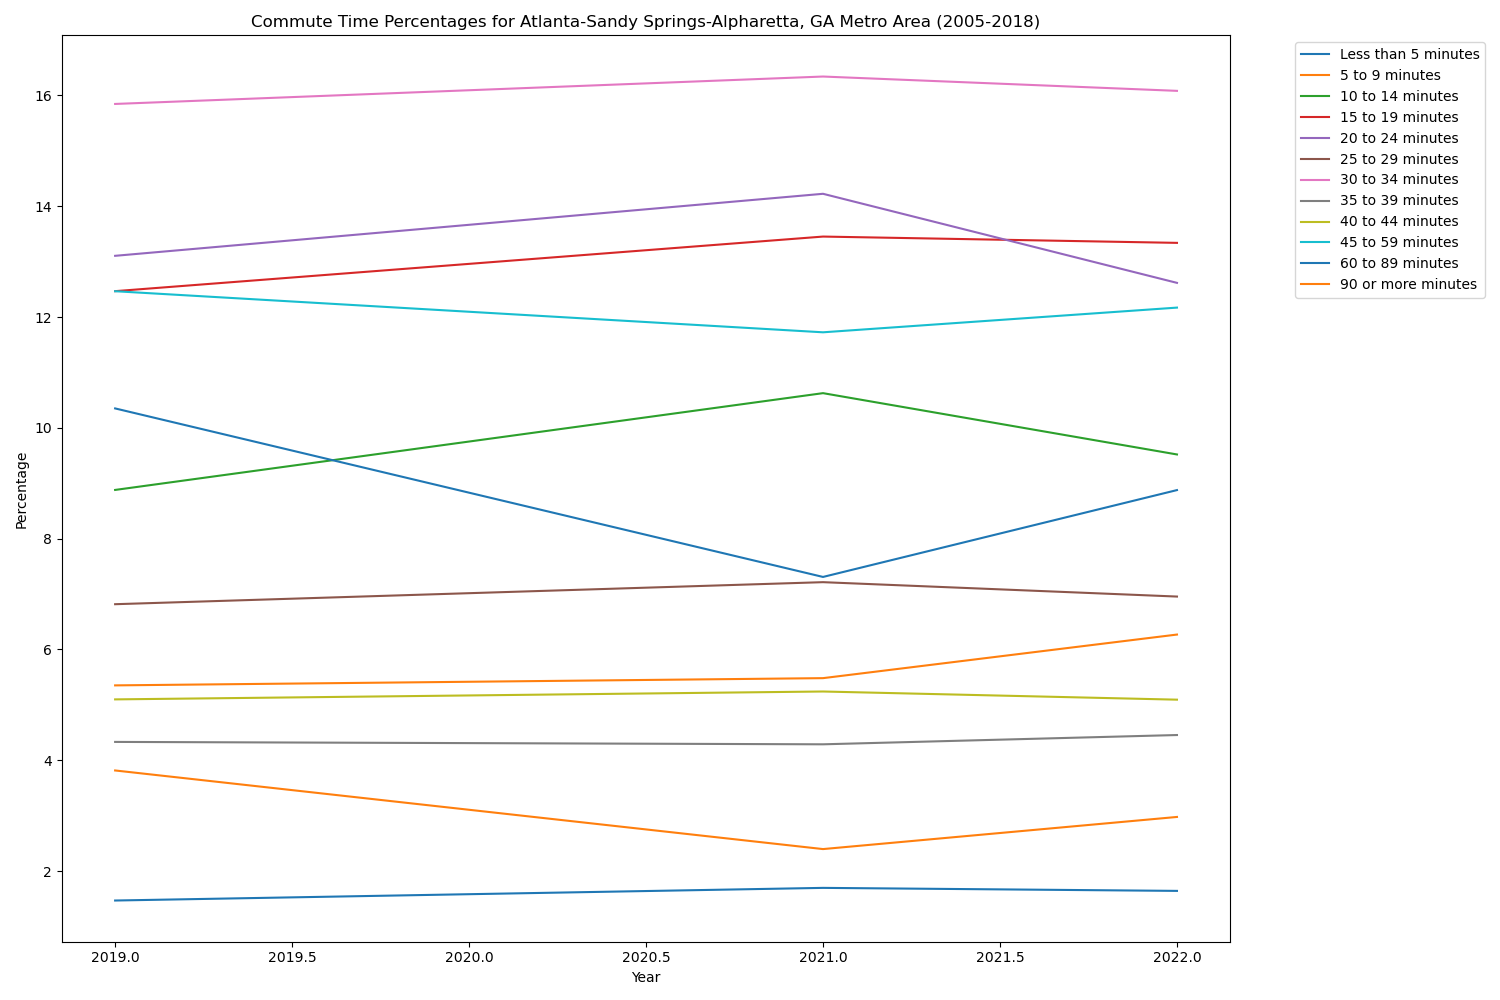 Commute Time Percentages for Atlanta-Sandy Springs-Alpharetta, GA Metro Area (2005-2018)
Less than 5 minutes
5 to 9 minutes
10 to 14 minutes
15 to 19 minutes
20 to 24 minutes
25 to 29 minutes
30 to 34 minutes
35 to 39 minutes
40 to 44 minutes
45 to 59 minutes
60 to 89 minutes
90 or more minutes
Percentage
16
14
12
10
8
6
4
2
2019.0 2019.5 2020.0 2020.5 2021.0 2021.5 2022.0
Year